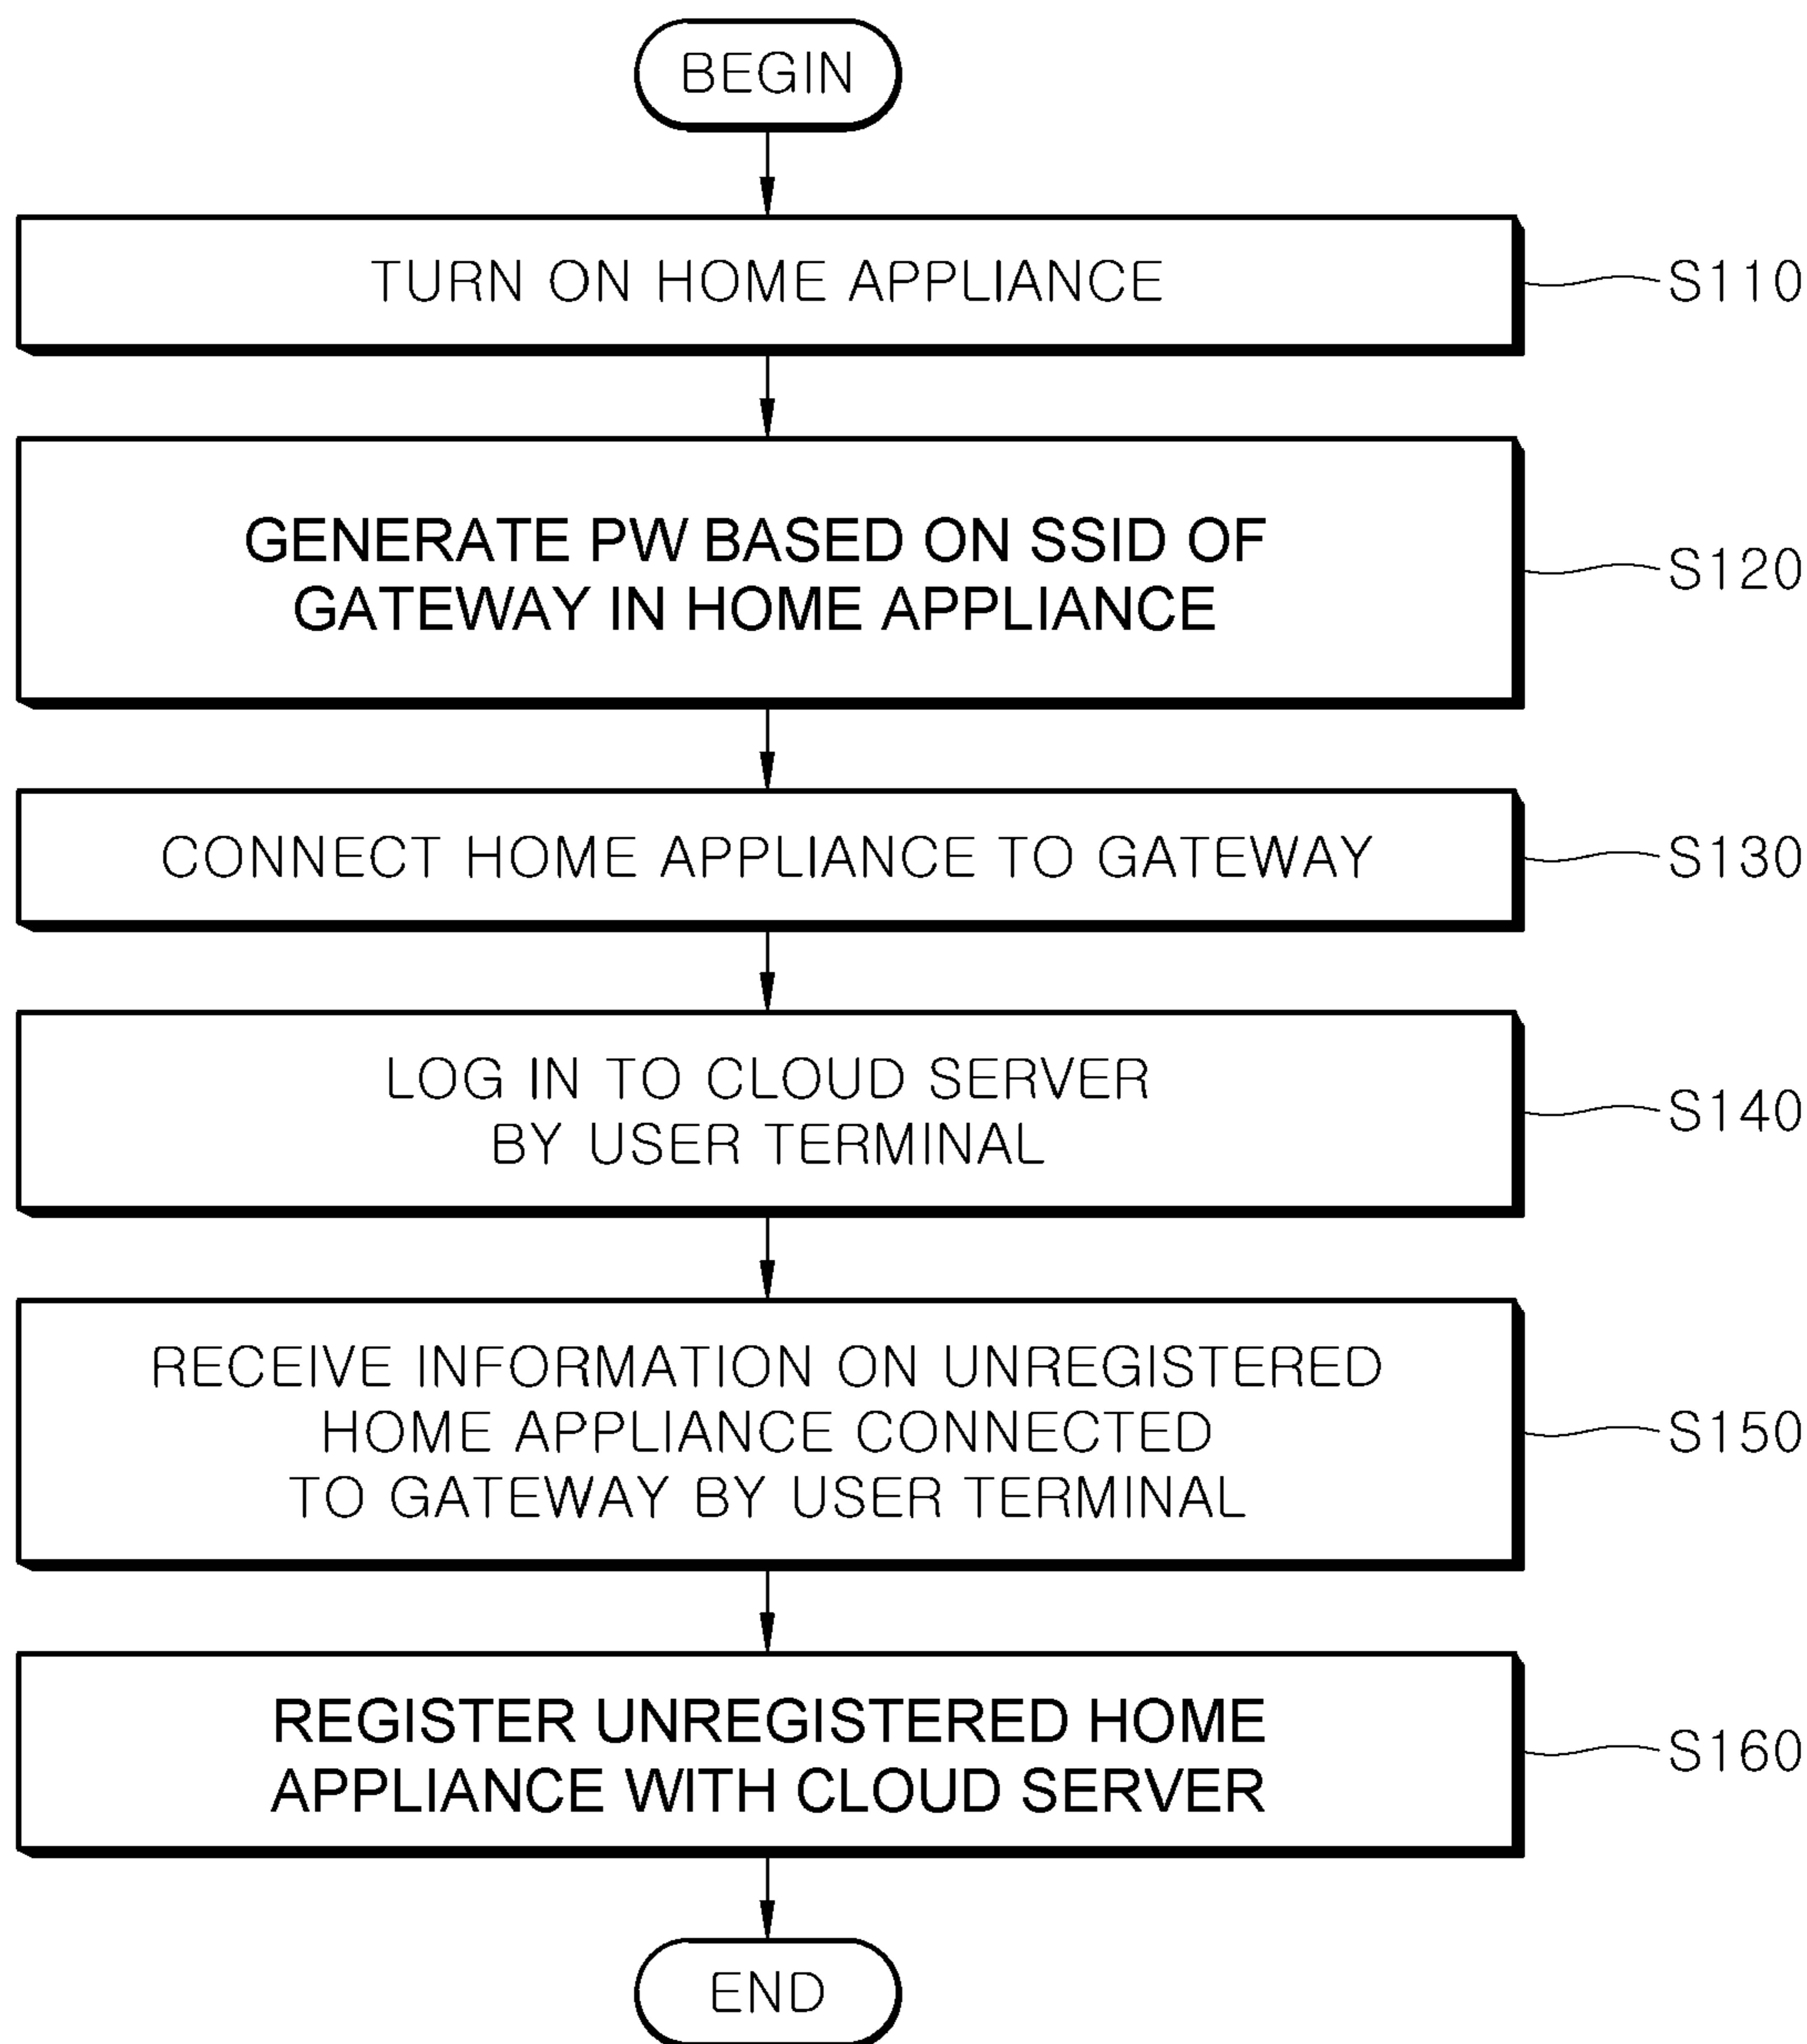 BEGIN
TURN ON HOME APPLIANCE
S110
GENERATE PW BASED ON SSID OF
GATEWAY IN HOME APPLIANCE
S120
CONNECT HOME APPLIANCE TO GATEWAY
S130
LOG IN TO CLOUD SERVER
BY USER TERMINAL
S140
RECEIVE INFORMATION ON UNREGISTERED
HOME APPLIANCE CONNECTED
TO GATEWAY BY USER TERMINAL
S150
REGISTER UNREGISTERED HOME
APPLIANCE WITH CLOUD SERVER
S160
END